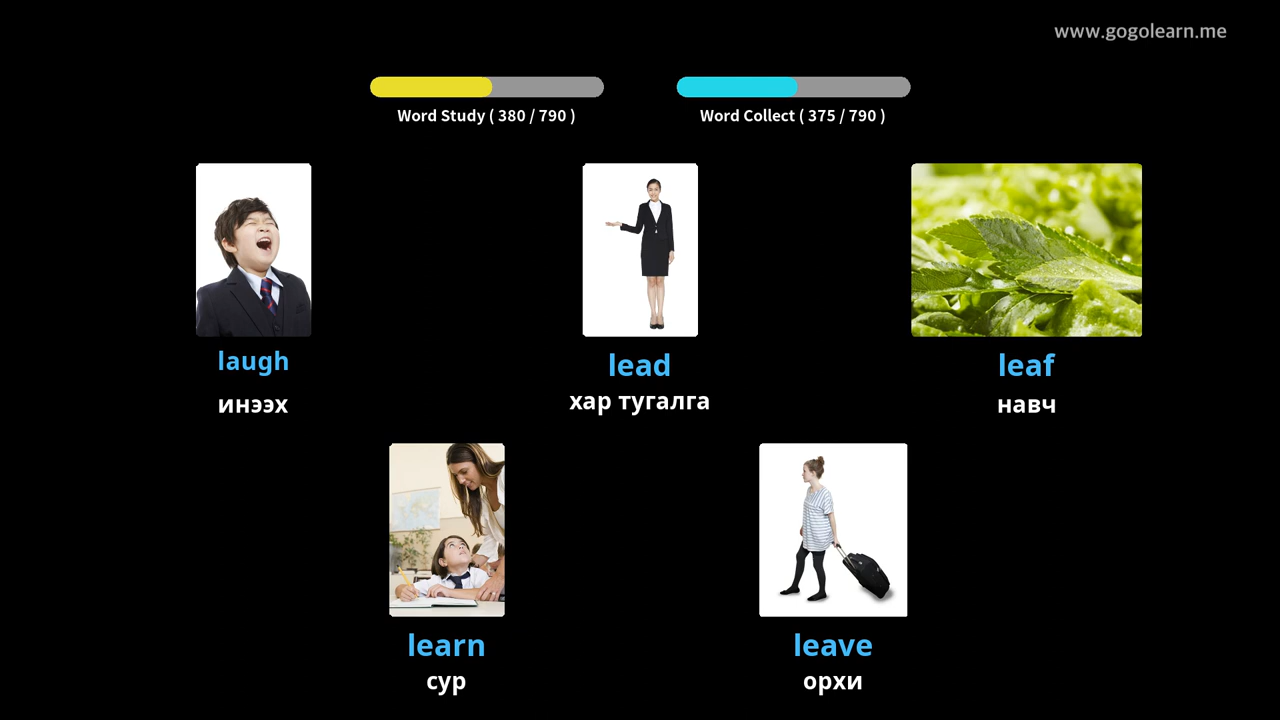 www.gogolearn.me
Word Study ( 380 / 790 )
Word Collect ( 375 / 790 )
laugh
инээх
lead
хар тугалга
leaf
навч
learn
сур
leave
орхи